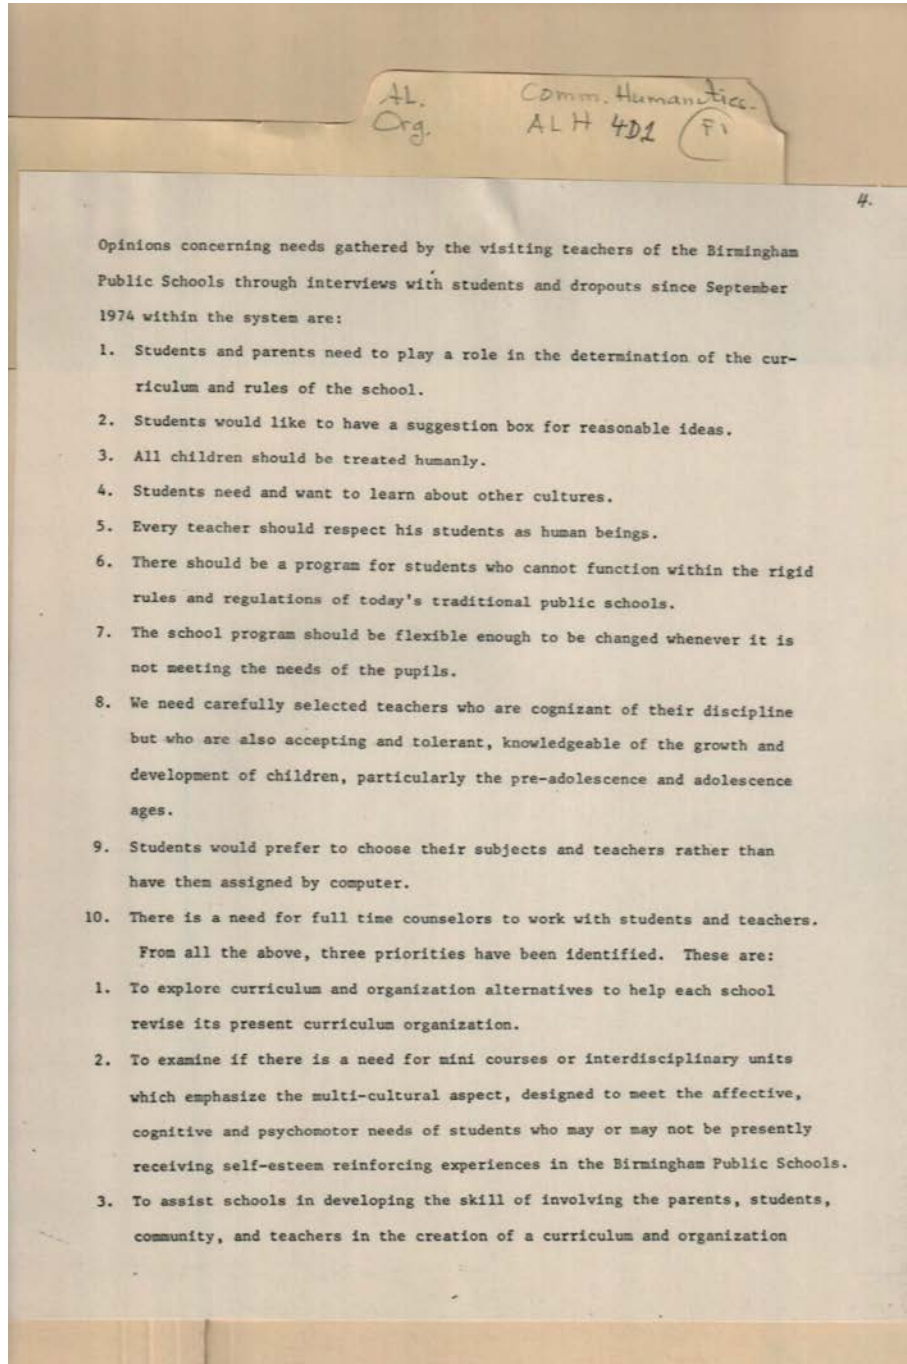 AL. Comm. Humanities.
Org. ALH 4D1 F1
4.
Opinions concerning needs gathered by the visiting teachers of the Birmingham
Public Schools through interviews with students and dropouts since September
1974 within the system are:
1. Students and parents need to play a role in the determination of the cur-
riculum and rules of the school.
2. Students would like to have a suggestion box for reasonable ideas.
3. All children should be treated humanly.
4. Students need and want to learn about other cultures.
5. Every teacher should respect his students as human beings.
6. There should be a program for students who cannot function within the rigid
rules and regulations of today's traditional public schools.
7. The school program should be flexible enough to be changed whenever it is
not meeting the needs of the pupils.
8. We need carefully selected teachers who are cognizant of their discipline
but who are also accepting and tolerant, knowledgeable of the growth and
development of children, particularly the pre-adolescence and adolescence
ages.
9. Students would prefer to choose their subjects and teachers rather than
have them assigned by computer.
10. There is a need for full time counselors to work with students and teachers.
From all the above, three priorities have been identified. These are:
1. To explore curriculum and organization alternatives to help each school
revise its present curriculum organization.
2. To examine if there is a need for mini courses or interdisciplinary units
which emphasize the multi-cultural aspect, designed to meet the affective,
cognitive and psychomotor needs of students who may or may not be presently
receiving self-esteem reinforcing experiences in the Birmingham Public Schools.
3. To assist schools in developing the skill of involving the parents, students,
community, and teachers in the creation of a curriculum and organization